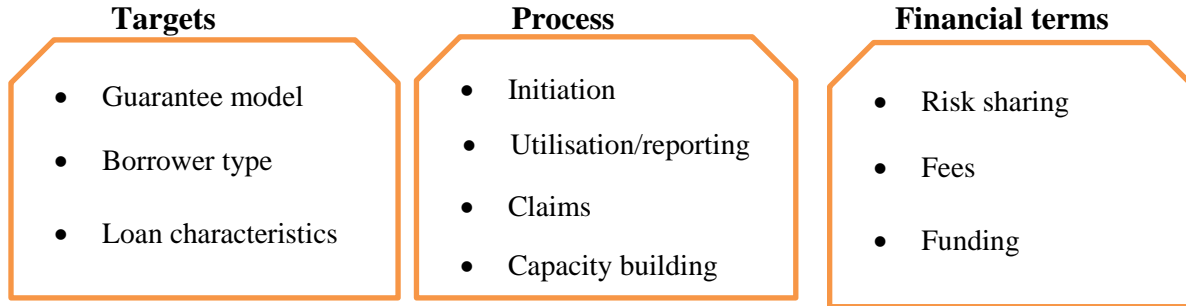 Targets
• Guarantee model
• Borrower type
• Loan characteristics
Process
• Initiation
• Utilisation/reporting
• Claims
• Capacity building
Financial terms
• Risk sharing
• Fees
• Funding